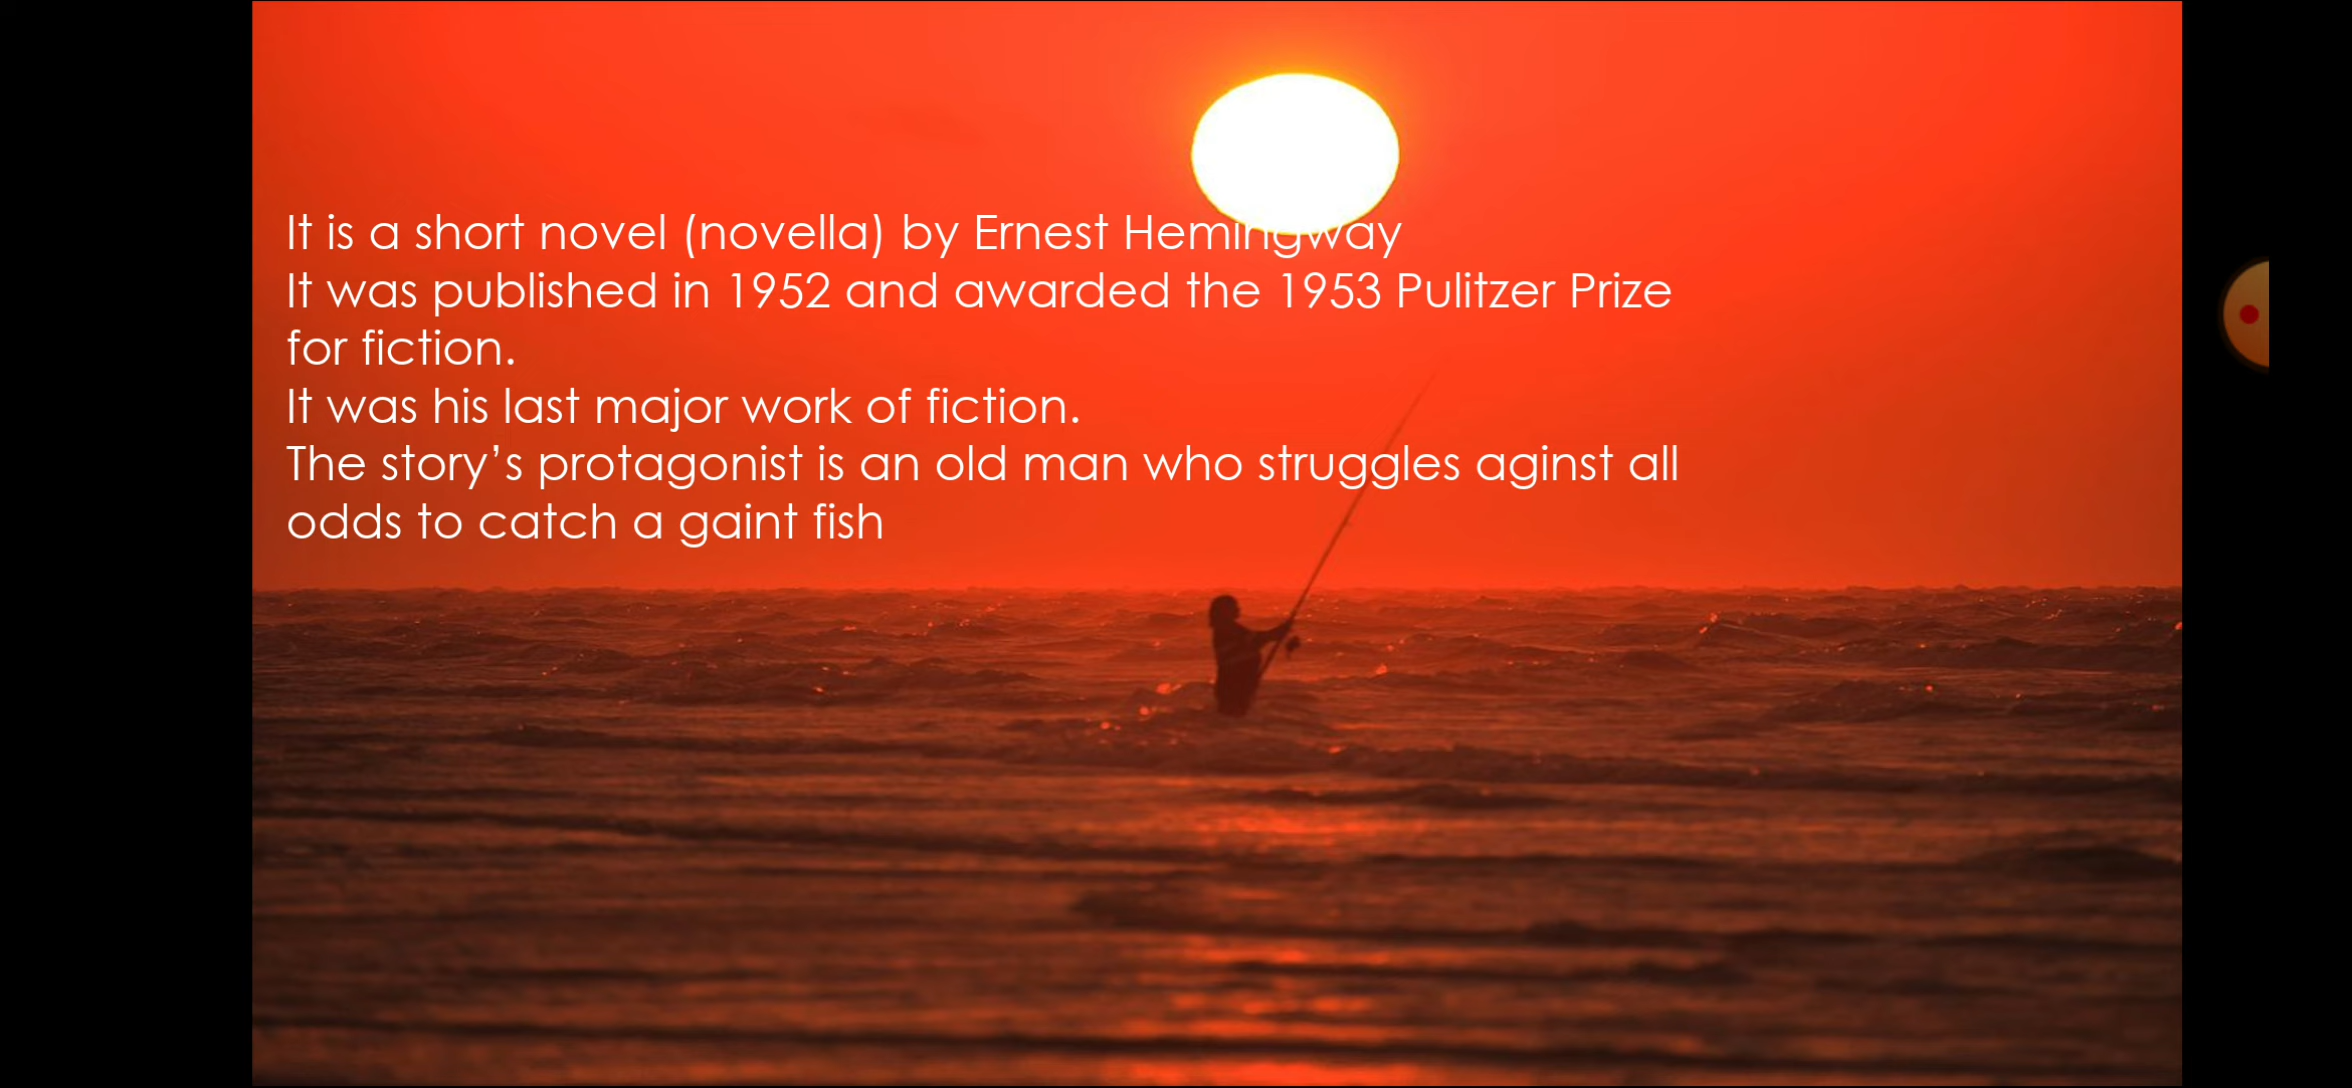 It is a short novel (novella) by Ernest Hemingway
It was published in 1952 and awarded the 1953 Pulitzer Prize
for fiction.
It was his last major work of fiction.
The story’s protagonist is an old man who struggles aginst all
odds to catch a gaint fish